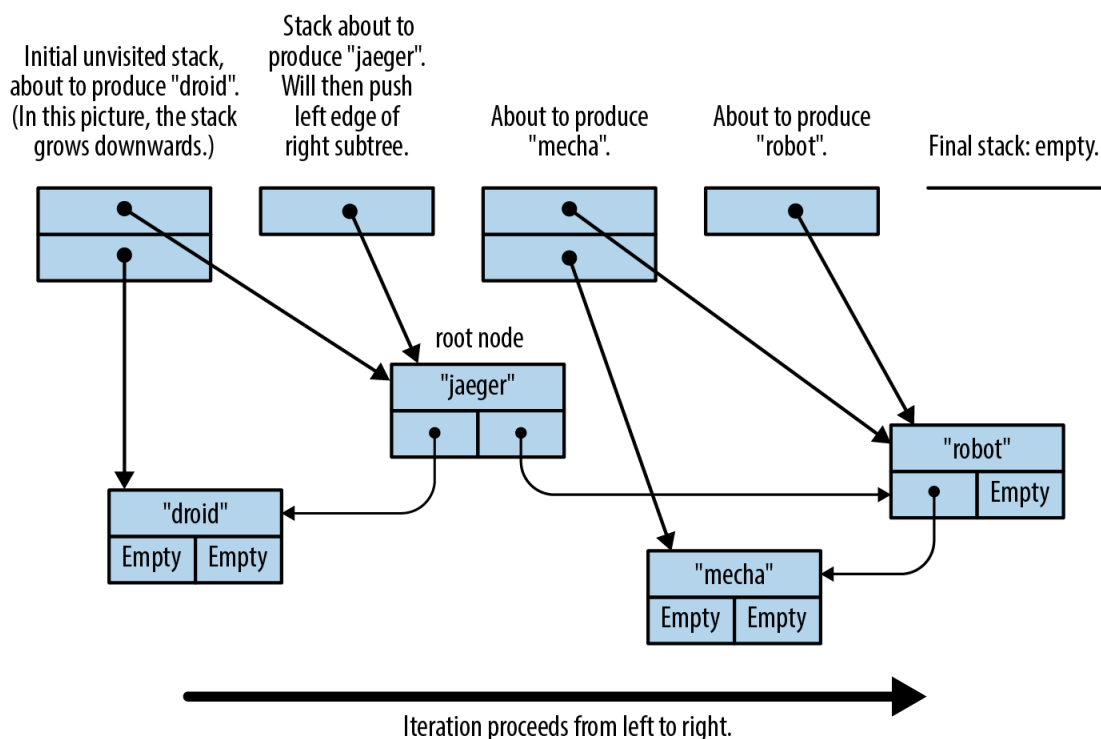 Initial unvisited stack,
about to produce "droid".
(In this picture, the stack
grows downwards.)
Stack about to
produce "jaeger".
Will then push
left edge of
right subtree.
About to produce
"mecha".
About to produce
"robot".
Final stack: empty.
root node
"jaeger"
"robot"
Empty
"droid"
Empty Empty
"mecha"
Empty Empty
Iteration proceeds from left to right.